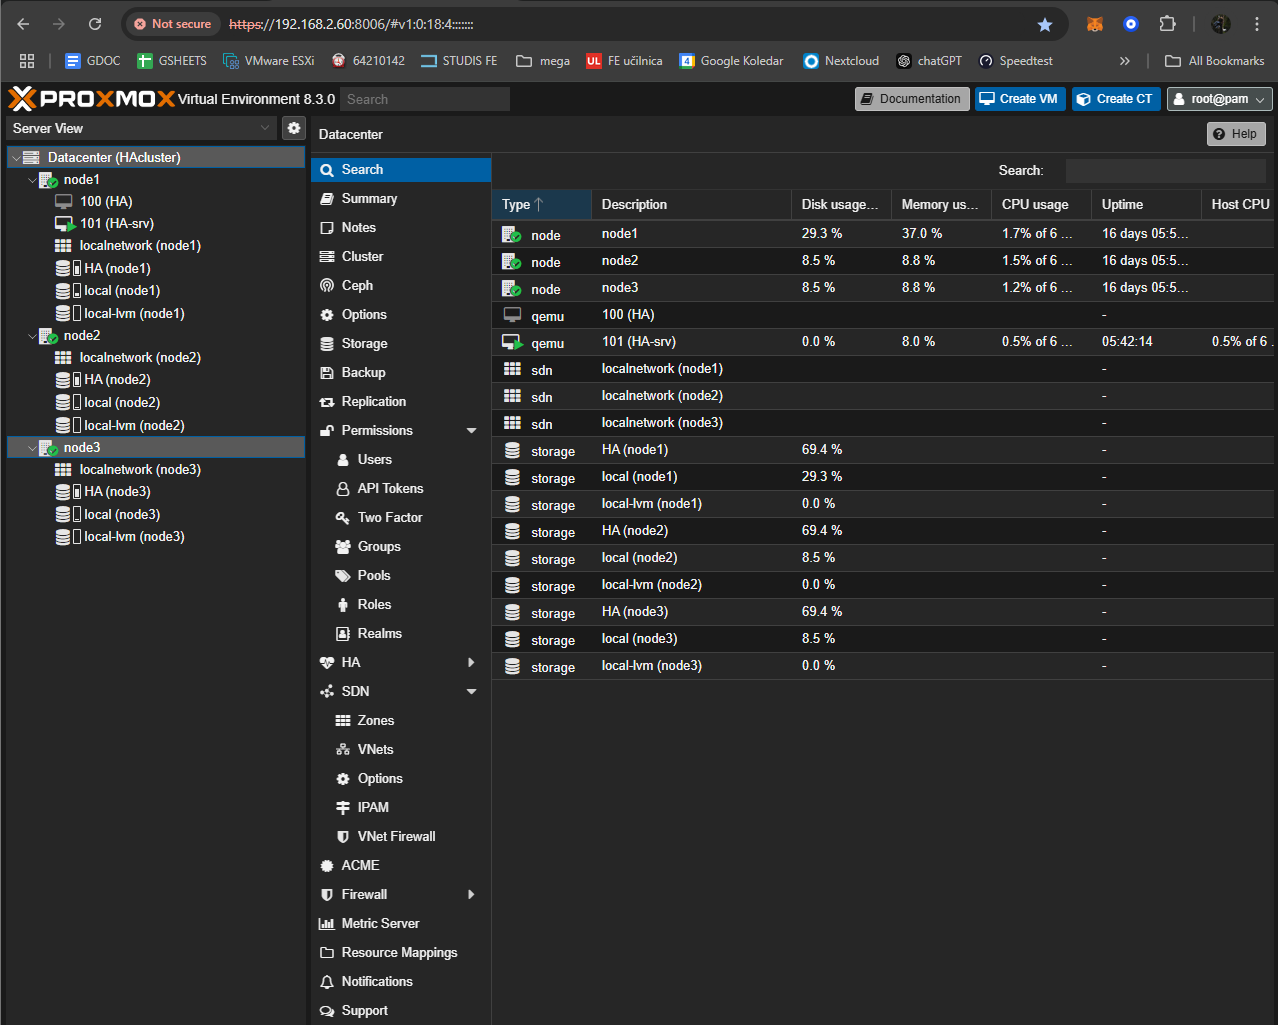 Not secure https://192.168.2.60:8006/#v1:0:18:4:::::::
GDOC GSHEETS VMware ESXi 64210142 STUDIS FE mega UL FE učilnica 4 Google Koledar Nextcloud chatGPT Speedtest » All Bookmarks
PROXMOX Virtual Environment 8.3.0 Search Documentation Create VM Create CT root@pam
Server View
Datacenter (HAcluster)
node1
100 (HA)
101 (HA-srv)
localnetwork (node1)
HA (node1)
local (node1)
local-lvm (node1)
node2
localnetwork (node2)
HA (node2)
local (node2)
local-lvm (node2)
node3
localnetwork (node3)
HA (node3)
local (node3)
local-lvm (node3)
Datacenter Help
Search
Summary
Notes
Cluster
Ceph
Options
Storage
Backup
Replication
Permissions
Users
API Tokens
Two Factor
Groups
Pools
Roles
Realms
HA
SDN
Zones
VNets
Options
IPAM
VNet Firewall
ACME
Firewall
Metric Server
Resource Mappings
Notifications
Support
Search:
Type Description Disk usage... Memory us... CPU usage Uptime Host CPU
node node1 29.3 % 37.0 % 1.7% of 6 ... 16 days 05:5...
node node2 8.5 % 8.8 % 1.5% of 6 ... 16 days 05:5...
node node3 8.5 % 8.8 % 1.2% of 6 ... 16 days 05:5...
qemu 100 (HA) -
qemu 101 (HA-srv) 0.0 % 8.0 % 0.5% of 6 ... 05:42:14 0.5% of 6 .
sdn localnetwork (node1) -
sdn localnetwork (node2) -
sdn localnetwork (node3) -
storage HA (node1) 69.4 % -
storage local (node1) 29.3 % -
storage local-lvm (node1) 0.0 % -
storage HA (node2) 69.4 % -
storage local (node2) 8.5 % -
storage local-lvm (node2) 0.0 % -
storage HA (node3) 69.4 % -
storage local (node3) 8.5 % -
storage local-lvm (node3) 0.0 % -